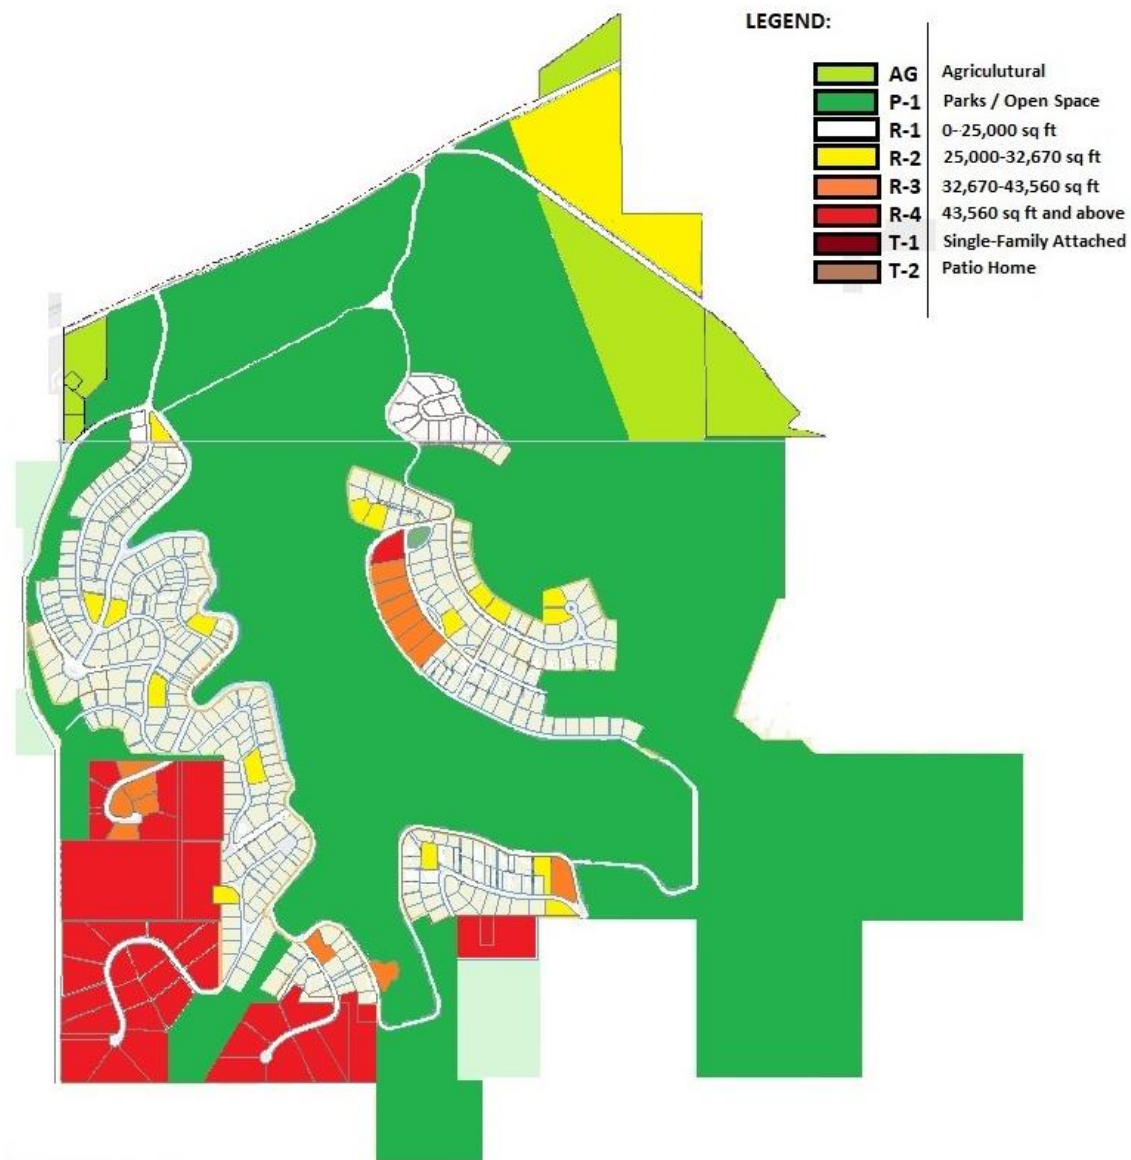 LEGEND:
AG Agriculutural
P-1 Parks / Open Space
R-1 0-25,000 sq ft
R-2 25,000-32,670 sq ft
R-3 32,670-43,560 sq ft
R-4 43,560 sq ft and above
T-1 Single-Family Attached
T-2 Patio Home